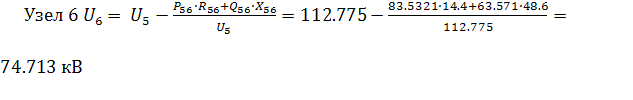 Узел 6 U₆ = U₅ − (P₅₆·R₅₆+Q₅₆·X₅₆)/U₅ = 112.775 − (83.5321·14.4+63.571·48.6)/112.775 =
74.713 кВ